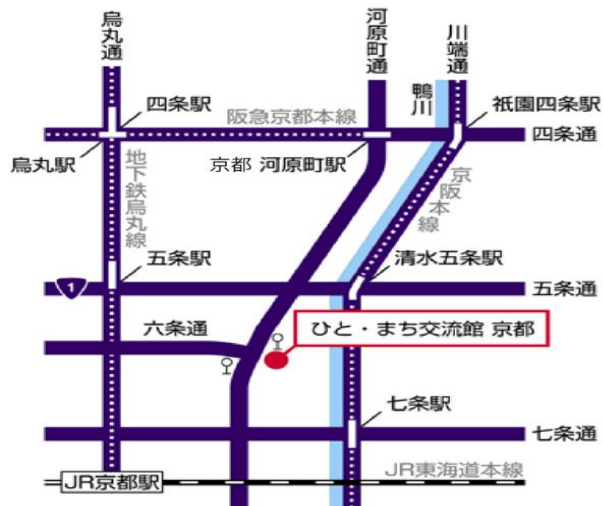 烏丸通
河原町通
川端通
鴨川
四条駅
阪急京都本線
祇園四条駅
四条通
烏丸駅
京都 河原町駅
地下鉄烏丸線
京阪本線
五条駅
清水五条駅
1
五条通
六条通
ひと・まち交流館 京都
七条駅
七条通
JR東海道本線
JR京都駅